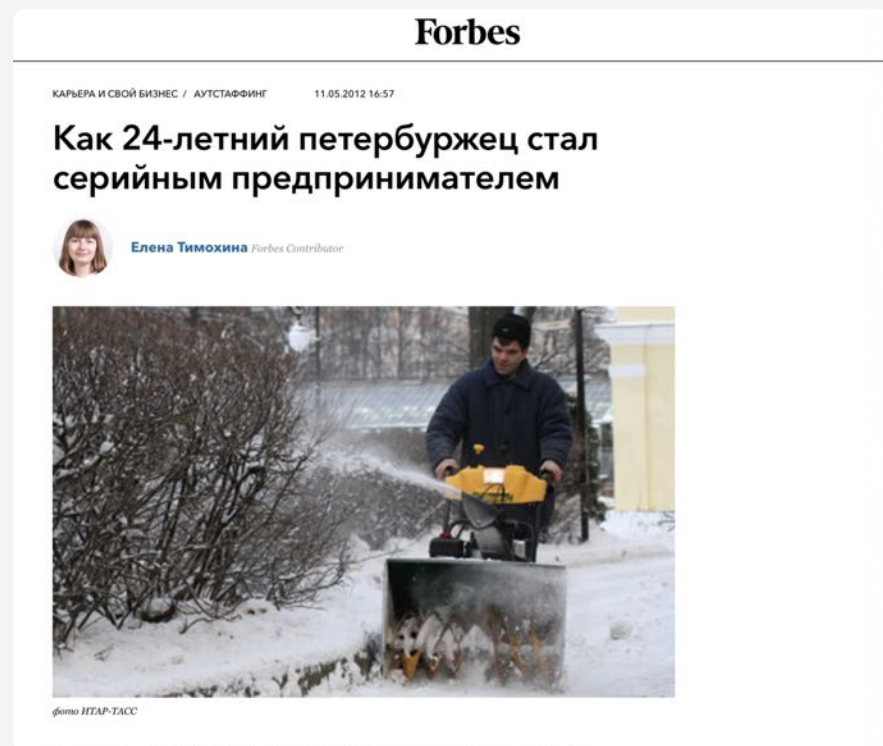 Forbes
КАРЬЕРА И СВОЙ БИЗНЕС / АУТСТАФФИНГ 11.05.2012 16:57
Как 24-летний петербуржец стал
серийным предпринимателем
Елена Тимохина Forbes Contributor
фото ИТАР-ТАСС